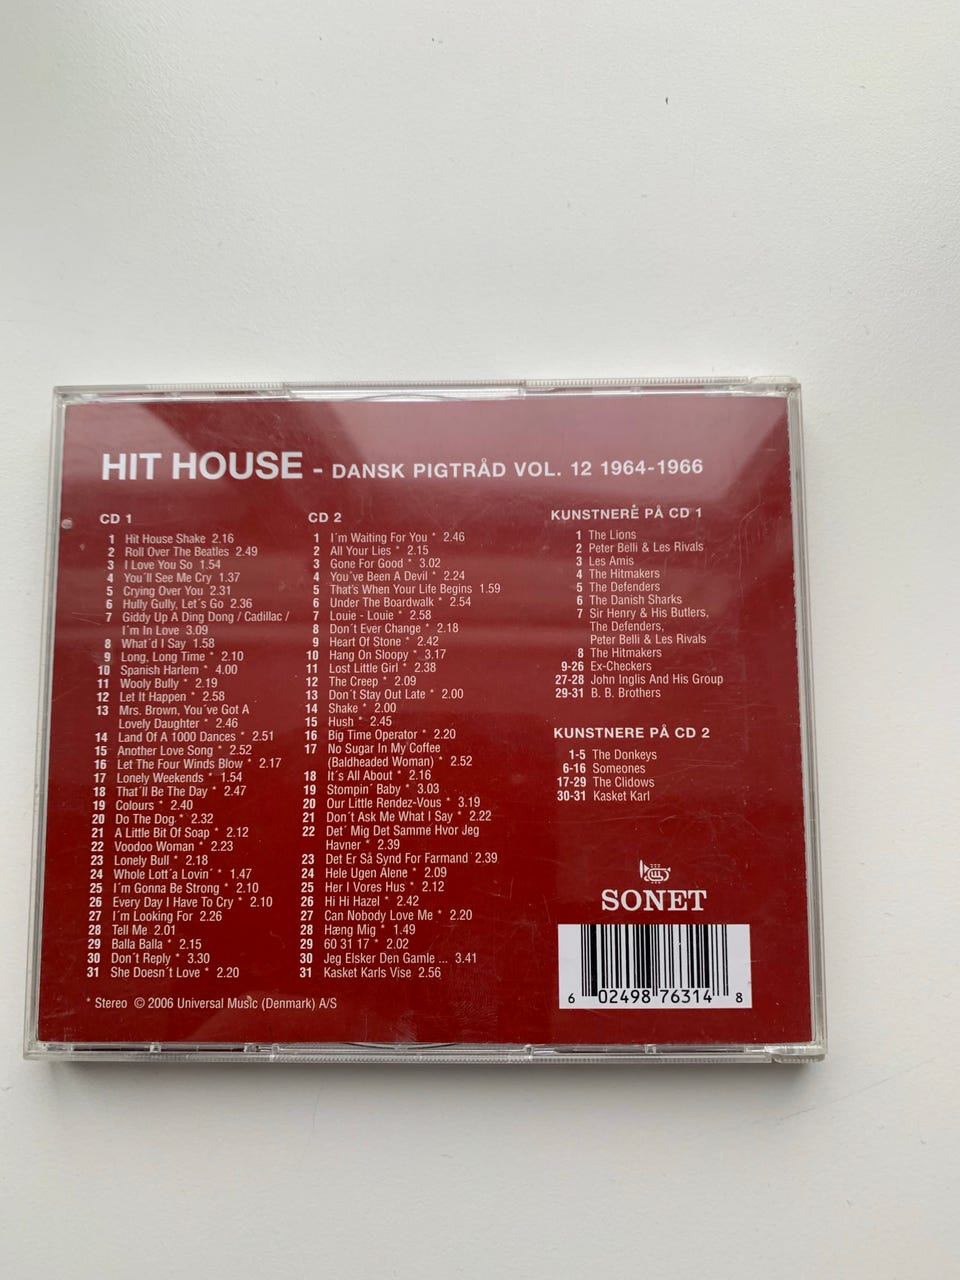 HIT HOUSE - DANSK PIGTRÅD VOL. 12 1964-1966
CD 1
1 Hit House Shake 2.16
2 Roll Over The Beatles 2.49
3 I Love You So 1.54
4 You´ll See Me Cry 1.37
5 Crying Over You 2.31
6 Hully Gully, Let´s Go 2.36
7 Giddy Up A Ding Dong / Cadillac /
I´m In Love 3.09
8 What´d I Say 1.58
9 Long, Long Time * 2.10
10 Spanish Harlem * 4.00
11 Wooly Bully * 2.19
12 Let It Happen * 2.58
13 Mrs. Brown, You´ve Got A
Lovely Daughter * 2.46
14 Land Of A 1000 Dances * 2.51
15 Another Love Song * 2.52
16 Let The Four Winds Blow * 2.17
17 Lonely Weekends * 1.54
18 That´ll Be The Day * 2.47
19 Colours * 2.40
20 Do The Dog * 2.32
21 A Little Bit Of Soap * 2.12
22 Voodoo Woman * 2.23
23 Lonely Bull * 2.18
24 Whole Lott´a Lovin´ * 1.47
25 I´m Gonna Be Strong * 2.10
26 Every Day I Have To Cry * 2.10
27 I´m Looking For 2.26
28 Tell Me 2.01
29 Balla Balla * 2.15
30 Don´t Reply * 3.30
31 She Doesn´t Love * 2.20
* Stereo © 2006 Universal Music (Denmark) A/S
CD 2
1 I´m Waiting For You * 2.46
2 All Your Lies * 2.15
3 Gone For Good * 3.02
4 You´ve Been A Devil * 2.24
5 That´s When Your Life Begins 1.59
6 Under The Boardwalk * 2.54
7 Louie - Louie * 2.58
8 Don´t Ever Change * 2.18
9 Heart Of Stone * 2.42
10 Hang On Sloopy * 3.17
11 Lost Little Girl * 2.38
12 The Creep * 2.09
13 Don´t Stay Out Late * 2.00
14 Shake * 2.00
15 Hush * 2.45
16 Big Time Operator * 2.20
17 No Sugar In My Coffee
(Baldheaded Woman) * 2.52
18 It´s All About * 2.16
19 Stompin´ Baby * 3.03
20 Our Little Rendez-Vous * 3.19
21 Don´t Ask Me What I Say * 2.22
22 Det´ Mig Det Samme Hvor Jeg
Havner * 2.39
23 Det Er Så Synd For Farmand 2.39
24 Hele Ugen Alene * 2.09
25 Her I Vores Hus * 2.12
26 Hi Hi Hazel * 2.42
27 Can Nobody Love Me * 2.20
28 Hæng Mig * 1.49
29 60 31 17 * 2.02
30 Jeg Elsker Den Gamle ... 3.41
31 Kasket Karls Vise 2.56
KUNSTNERE PÅ CD 1
1 The Lions
2 Peter Belli & Les Rivals
3 Les Amis
4 The Hitmakers
5 The Defenders
6 The Danish Sharks
7 Sir Henry & His Butlers,
The Defenders,
Peter Belli & Les Rivals
8 The Hitmakers
9-26 Ex-Checkers
27-28 John Inglis And His Group
29-31 B. B. Brothers
KUNSTNERE PÅ CD 2
1-5 The Donkeys
6-16 Someones
17-29 The Clidows
30-31 Kasket Karl
SONET
6 02498 76314 8